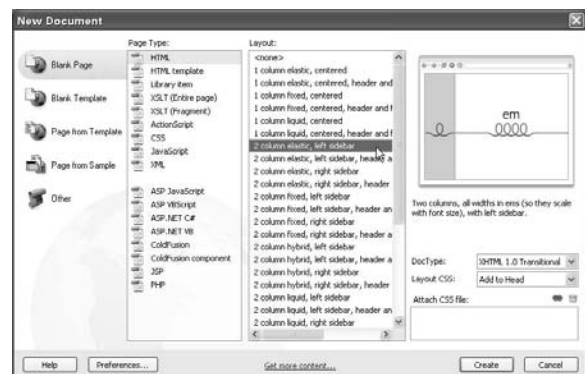 New Document
Page Type:
Layout:
Blank Page
Blank Template
Page from Template
Page from Sample
Other
HTML
HTML template
Library item
XSLT (Entire page)
XSLT (Fragment)
ActionScript
CSS
JavaScript
XML
ASP JavaScript
ASP VBScript
ASP.NET C#
ASP.NET VB
ColdFusion
ColdFusion component
JSP
PHP
<none>
1 column elastic, centered
1 column elastic, centered, header and
1 column fixed, centered
1 column fixed, centered, header and f
1 column liquid, centered
1 column liquid, centered, header and f
2 column elastic, left sidebar
2 column elastic, left sidebar, header a
2 column elastic, right sidebar
2 column elastic, right sidebar, header
2 column fixed, left sidebar
2 column fixed, left sidebar, header an
2 column fixed, right sidebar
2 column fixed, right sidebar, header a
2 column hybrid, left sidebar
2 column hybrid, left sidebar, header a
2 column hybrid, right sidebar
2 column hybrid, right sidebar, header
2 column liquid, left sidebar
2 column liquid, left sidebar, header an
2 column liquid, right sidebar
em
Two columns, all widths in ems (so they scale
with font size), with left sidebar.
DocType: XHTML 1.0 Transitional
Layout CSS: Add to Head
Attach CSS file:
Help
Preferences...
Get more content...
Create
Cancel